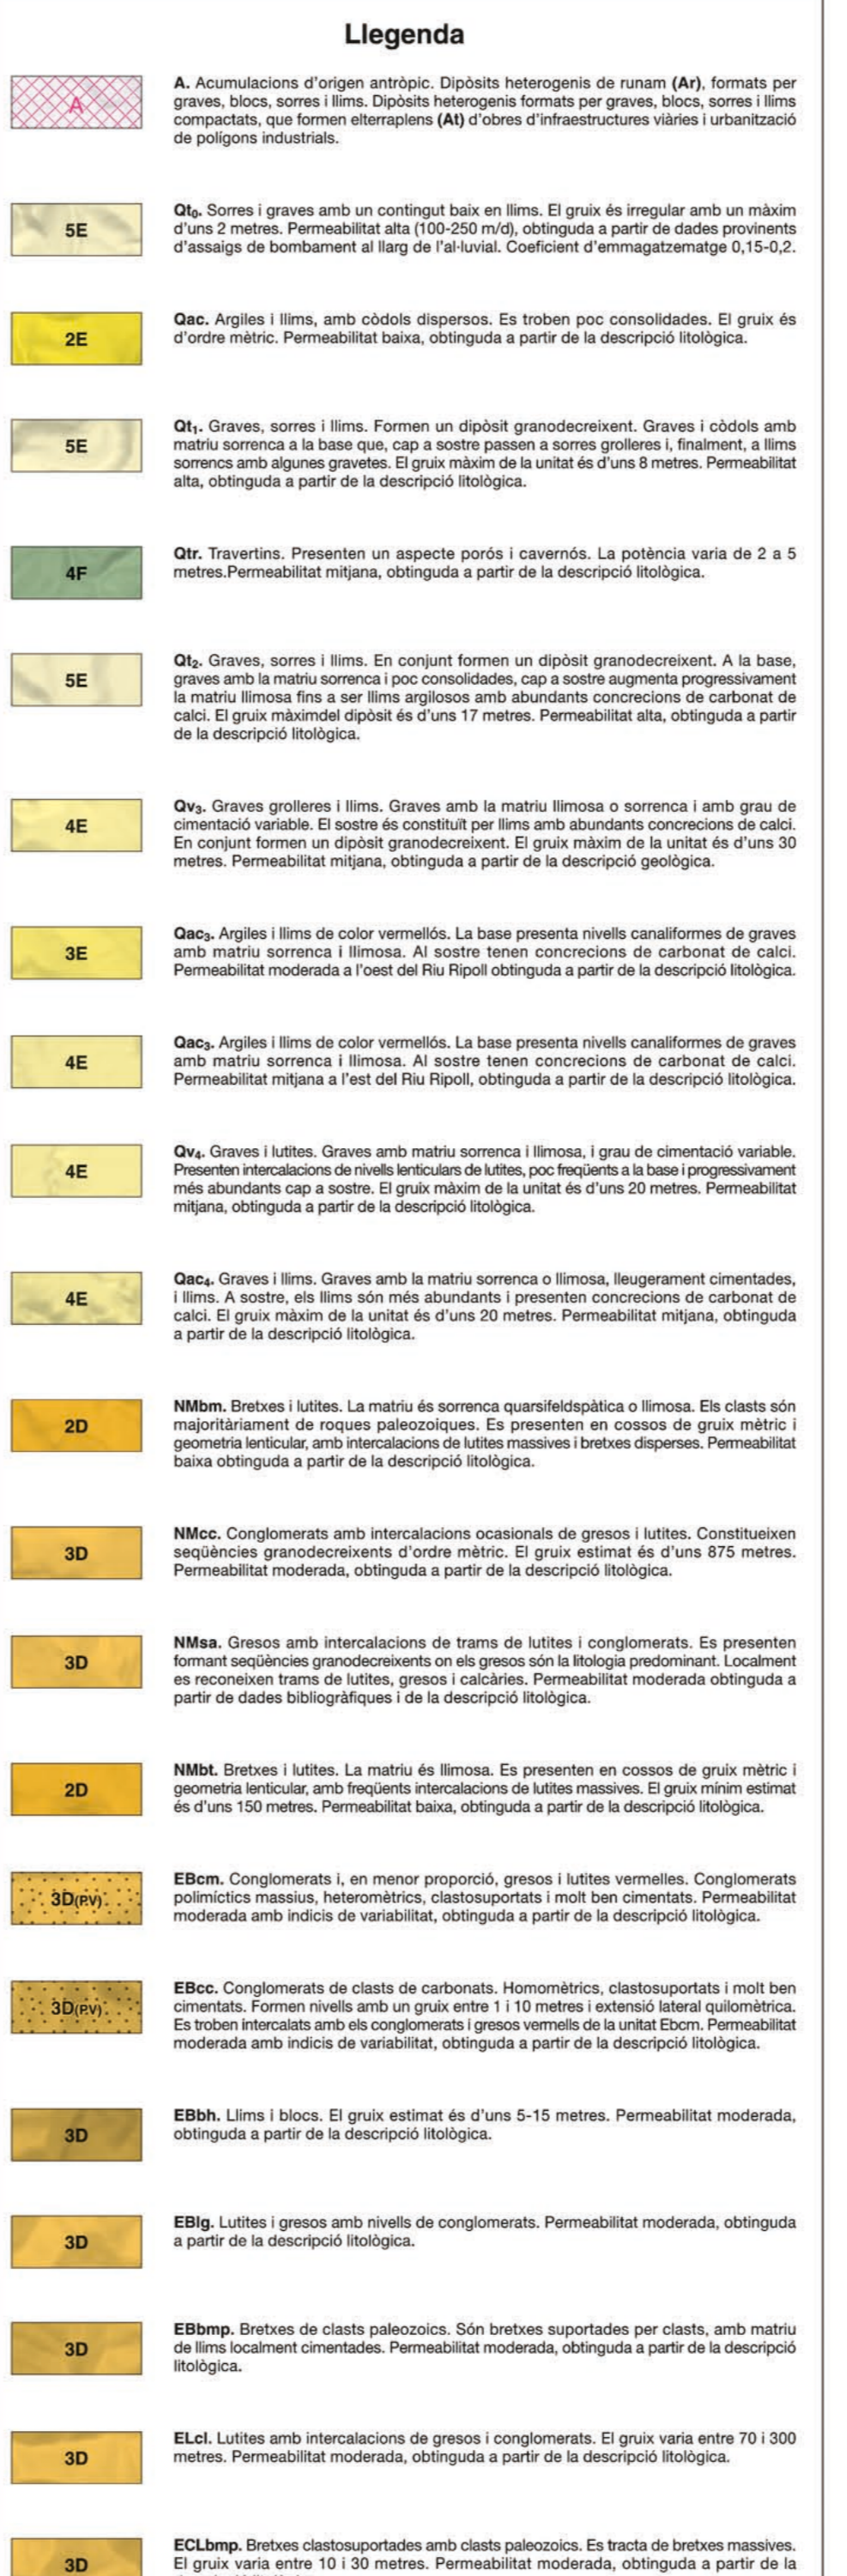 Llegenda
A
A. Acumulacions d'origen antròpic. Dipòsits heterogenis de runam (Ar), formats per
graves, blocs, sorres i llims. Dipòsits heterogenis formats per graves, blocs, sorres i llims
compactats, que formen elterraplens (At) d'obres d'infraestructures viàries i urbanització
de polígons industrials.
5E
Qt₀. Sorres i graves amb un contingut baix en llims. El gruix és irregular amb un màxim
d'uns 2 metres. Permeabilitat alta (100-250 m/d), obtinguda a partir de dades provinents
d'assaigs de bombament al llarg de l'al·luvial. Coeficient d'emmagatzematge 0,15-0,2.
2E
Qac. Argiles i llims, amb còdols dispersos. Es troben poc consolidades. El gruix és
d'ordre mètric. Permeabilitat baixa, obtinguda a partir de la descripció litològica.
5E
Qt₁. Graves, sorres i llims. Formen un dipòsit granodecreixent. Graves i còdols amb
matriu sorrenca a la base que, cap a sostre passen a sorres grolleres i, finalment, a llims
sorrencs amb algunes gravetes. El gruix màxim de la unitat és d'uns 8 metres. Permeabilitat
alta, obtinguda a partir de la descripció litològica.
4F
Qtr. Travertins. Presenten un aspecte porós i cavernós. La potència varia de 2 a 5
metres.Permeabilitat mitjana, obtinguda a partir de la descripció litològica.
5E
Qt₂. Graves, sorres i llims. En conjunt formen un dipòsit granodecreixent. A la base,
graves amb la matriu sorrenca i poc consolidades, cap a sostre augmenta progressivament
la matriu llimosa fins a ser llims argilosos amb abundants concrecions de carbonat de
calci. El gruix màximdel dipòsit és d'uns 17 metres. Permeabilitat alta, obtinguda a partir
de la descripció litològica.
4E
Qv₃. Graves grolleres i llims. Graves amb la matriu llimosa o sorrenca i amb grau de
cimentació variable. El sostre és constituït per llims amb abundants concrecions de calci.
En conjunt formen un dipòsit granodecreixent. El gruix màxim de la unitat és d'uns 30
metres. Permeabilitat mitjana, obtinguda a partir de la descripció geològica.
3E
Qac₃. Argiles i llims de color vermellós. La base presenta nivells canaliformes de graves
amb matriu sorrenca i llimosa. Al sostre tenen concrecions de carbonat de calci.
Permeabilitat moderada a l'oest del Riu Ripoll obtinguda a partir de la descripció litològica.
4E
Qac₃. Argiles i llims de color vermellós. La base presenta nivells canaliformes de graves
amb matriu sorrenca i llimosa. Al sostre tenen concrecions de carbonat de calci.
Permeabilitat mitjana a l'est del Riu Ripoll, obtinguda a partir de la descripció litològica.
4E
Qv₄. Graves i lutites. Graves amb matriu sorrenca i llimosa, i grau de cimentació variable.
Presenten intercalacions de nivells lenticulars de lutites, poc freqüents a la base i progressivament
més abundants cap a sostre. El gruix màxim de la unitat és d'uns 20 metres. Permeabilitat
mitjana, obtinguda a partir de la descripció litològica.
4E
Qac₄. Graves i llims. Graves amb la matriu sorrenca o llimosa, lleugerament cimentades,
i llims. A sostre, els llims són més abundants i presenten concrecions de carbonat de
calci. El gruix màxim de la unitat és d'uns 20 metres. Permeabilitat mitjana, obtinguda
a partir de la descripció litològica.
2D
NMbm. Bretxes i lutites. La matriu és sorrenca quarsifeldspàtica o llimosa. Els clasts són
majoritàriament de roques paleozoiques. Es presenten en cossos de gruix mètric i
geometria lenticular, amb intercalacions de lutites massives i bretxes disperses. Permeabilitat
baixa obtinguda a partir de la descripció litològica.
3D
NMcc. Conglomerats amb intercalacions ocasionals de gresos i lutites. Constitueixen
seqüències granodecreixents d'ordre mètric. El gruix estimat és d'uns 875 metres.
Permeabilitat moderada, obtinguda a partir de la descripció litològica.
3D
NMsa. Gresos amb intercalacions de trams de lutites i conglomerats. Es presenten
formant seqüències granodecreixents on els gresos són la litologia predominant. Localment
es reconeixen trams de lutites, gresos i calcàries. Permeabilitat moderada obtinguda a
partir de dades bibliogràfiques i de la descripció litològica.
2D
NMbt. Bretxes i lutites. La matriu és llimosa. Es presenten en cossos de gruix mètric i
geometria lenticular, amb freqüents intercalacions de lutites massives. El gruix mínim estimat
és d'uns 150 metres. Permeabilitat baixa, obtinguda a partir de la descripció litològica.
3D(P.V)
EBcm. Conglomerats i, en menor proporció, gresos i lutites vermelles. Conglomerats
polimíctics massius, heteromètrics, clastosuportats i molt ben cimentats. Permeabilitat
moderada amb indicis de variabilitat, obtinguda a partir de la descripció litològica.
3D(P.V)
EBcc. Conglomerats de clasts de carbonats. Homomètrics, clastosuportats i molt ben
cimentats. Formen nivells amb un gruix entre 1 i 10 metres i extensió lateral quilomètrica.
Es troben intercalats amb els conglomerats i gresos vermells de la unitat Ebcm. Permeabilitat
moderada amb indicis de variabilitat, obtinguda a partir de la descripció litològica.
3D
EBbh. Llims i blocs. El gruix estimat és d'uns 5-15 metres. Permeabilitat moderada,
obtinguda a partir de la descripció litològica.
3D
EBlg. Lutites i gresos amb nivells de conglomerats. Permeabilitat moderada, obtinguda
a partir de la descripció litològica.
3D
EBbmp. Bretxes de clasts paleozoics. Són bretxes suportades per clasts, amb matriu
de llims localment cimentades. Permeabilitat moderada, obtinguda a partir de la descripció
litològica.
3D
ELcl. Lutites amb intercalacions de gresos i conglomerats. El gruix varia entre 70 i 300
metres. Permeabilitat moderada, obtinguda a partir de la descripció litològica.
3D
ECLbmp. Bretxes clastosuportades amb clasts paleozoics. Es tracta de bretxes massives.
El gruix varia entre 10 i 30 metres. Permeabilitat moderada, obtinguda a partir de la